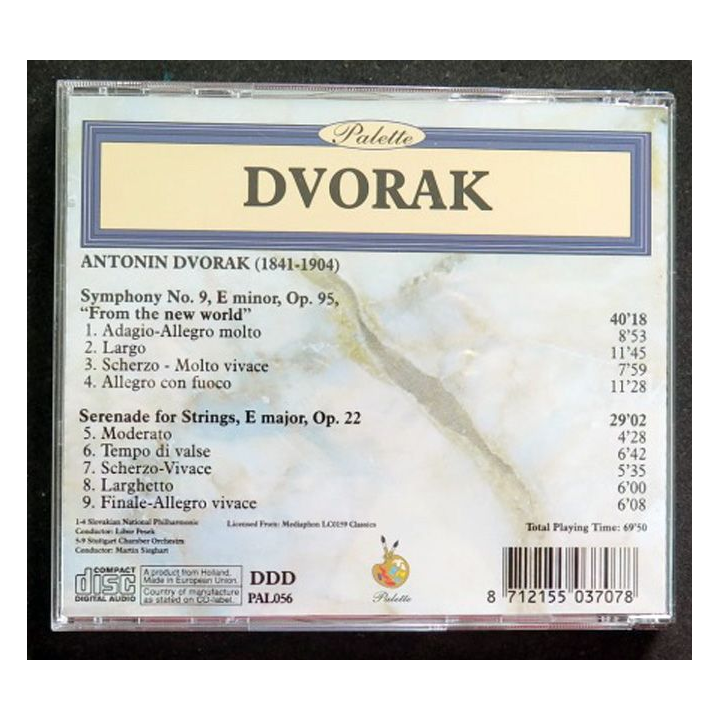 Palette
DVORAK
ANTONIN DVORAK (1841-1904)
Symphony No. 9, E minor, Op. 95,
“From the new world” 40'18
1. Adagio-Allegro molto 8'53
2. Largo 11'45
3. Scherzo - Molto vivace 7'59
4. Allegro con fuoco 11'28
Serenade for Strings, E major, Op. 22 29'02
5. Moderato 4'28
6. Tempo di valse 6'42
7. Scherzo-Vivace 5'35
8. Larghetto 6'00
9. Finale-Allegro vivace 6'08
1-4 Slovakian National Philharmonic Licensed From: Mediaphon LC0159 Classics Total Playing Time: 69'50
Conductor: Libor Pesek
5-9 Stuttgart Chamber Orchestra
Conductor: Martin Sieghart
COMPACT disc DIGITAL AUDIO
A product from Holland.
Made in European Union.
Country of manufacture
as stated on CD-label.
DDD
PAL056
Palette
8 712155 037078